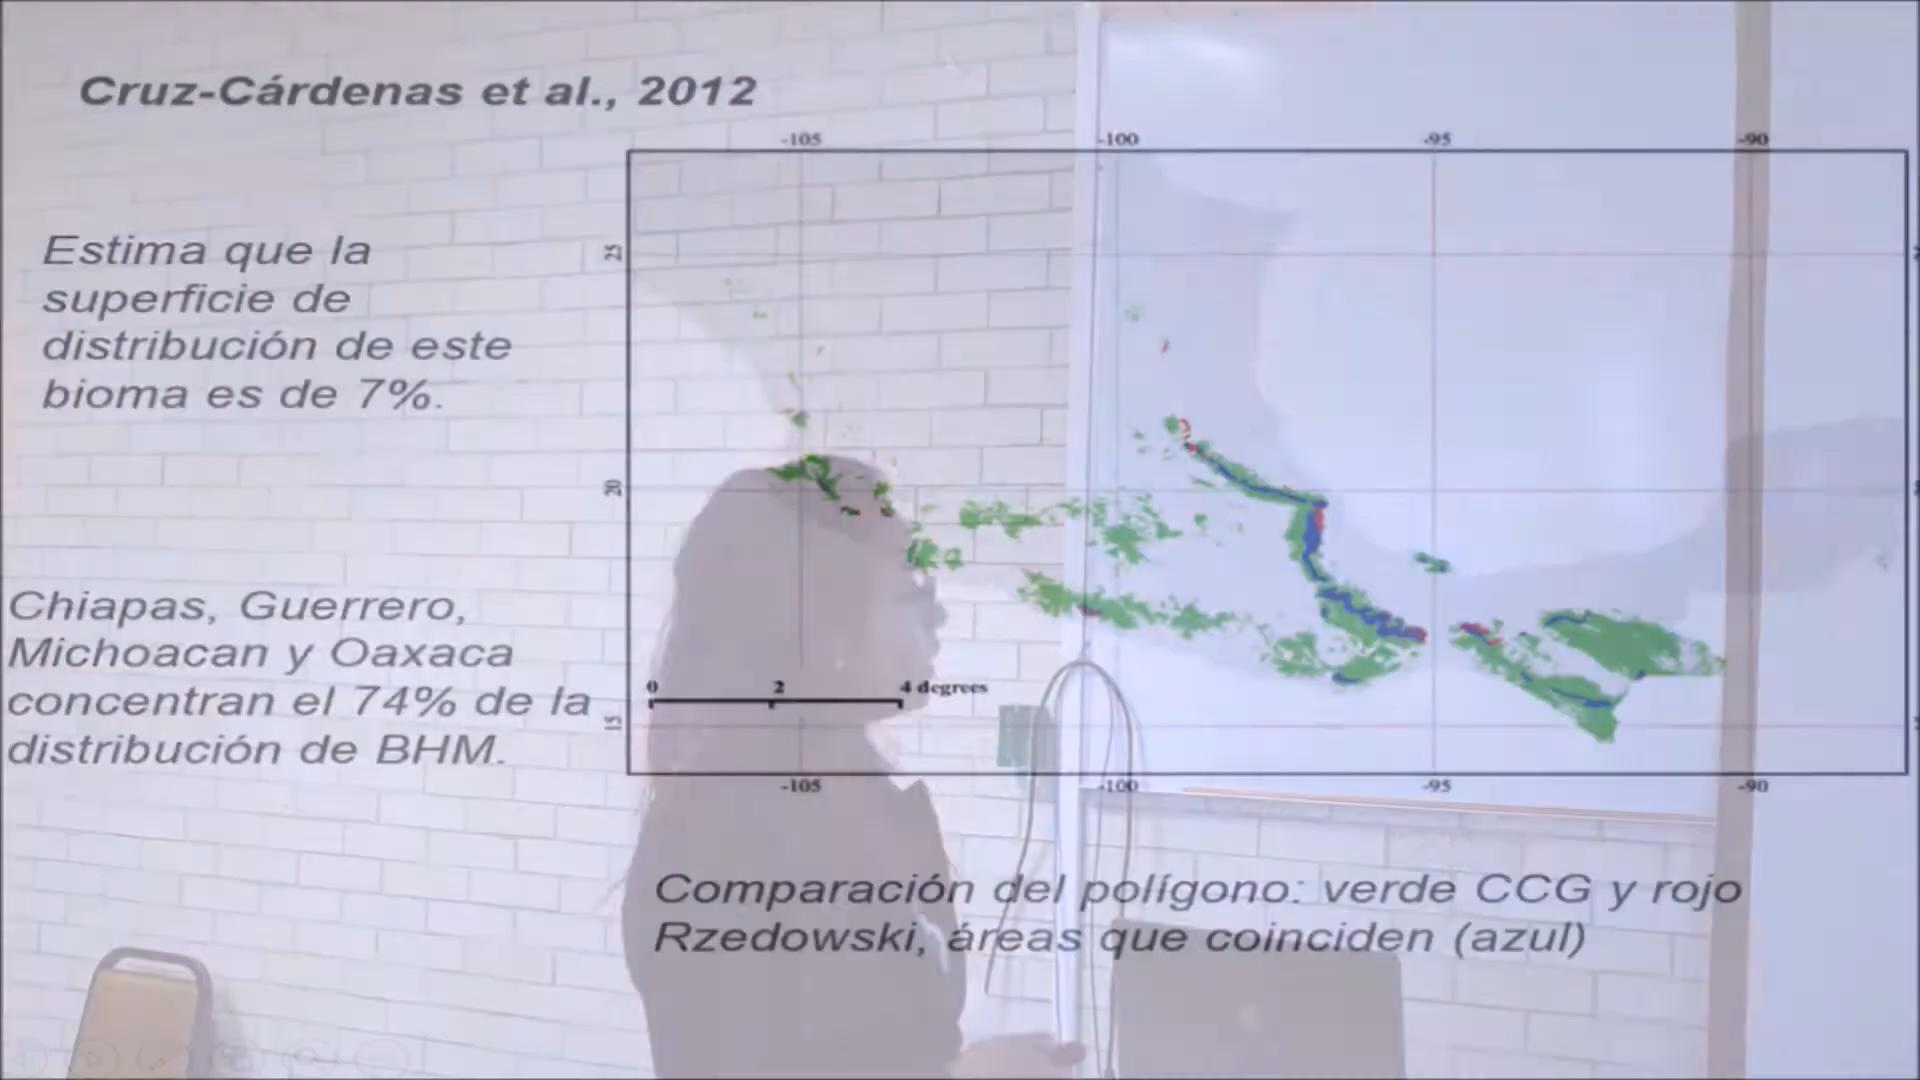 Cruz-Cárdenas et al., 2012
-105 -100 -95 -90
Estima que la
superficie de
distribución de este
bioma es de 7%.
25
20
15
Chiapas, Guerrero,
Michoacan y Oaxaca
concentran el 74% de la
distribución de BHM.
0 2 4 degrees
-105 -100 -95 -90
Comparación del polígono: verde CCG y rojo
Rzedowski, áreas que coinciden (azul)